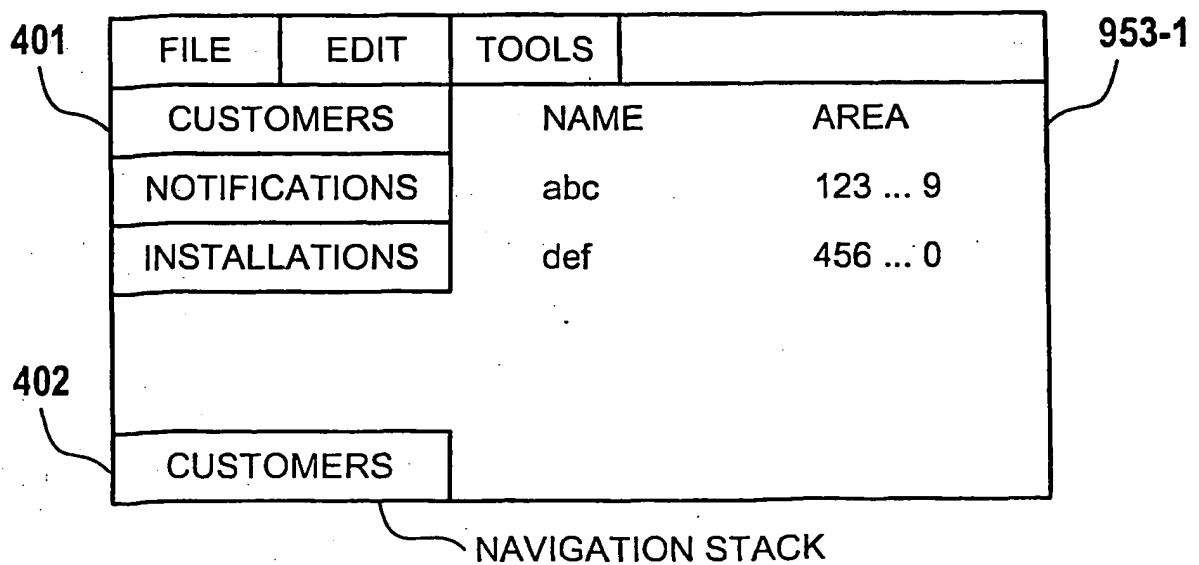 401 FILE EDIT TOOLS 953-1
CUSTOMERS NAME AREA
NOTIFICATIONS abc 123 ... 9
INSTALLATIONS def 456 ... 0
402
CUSTOMERS
NAVIGATION STACK